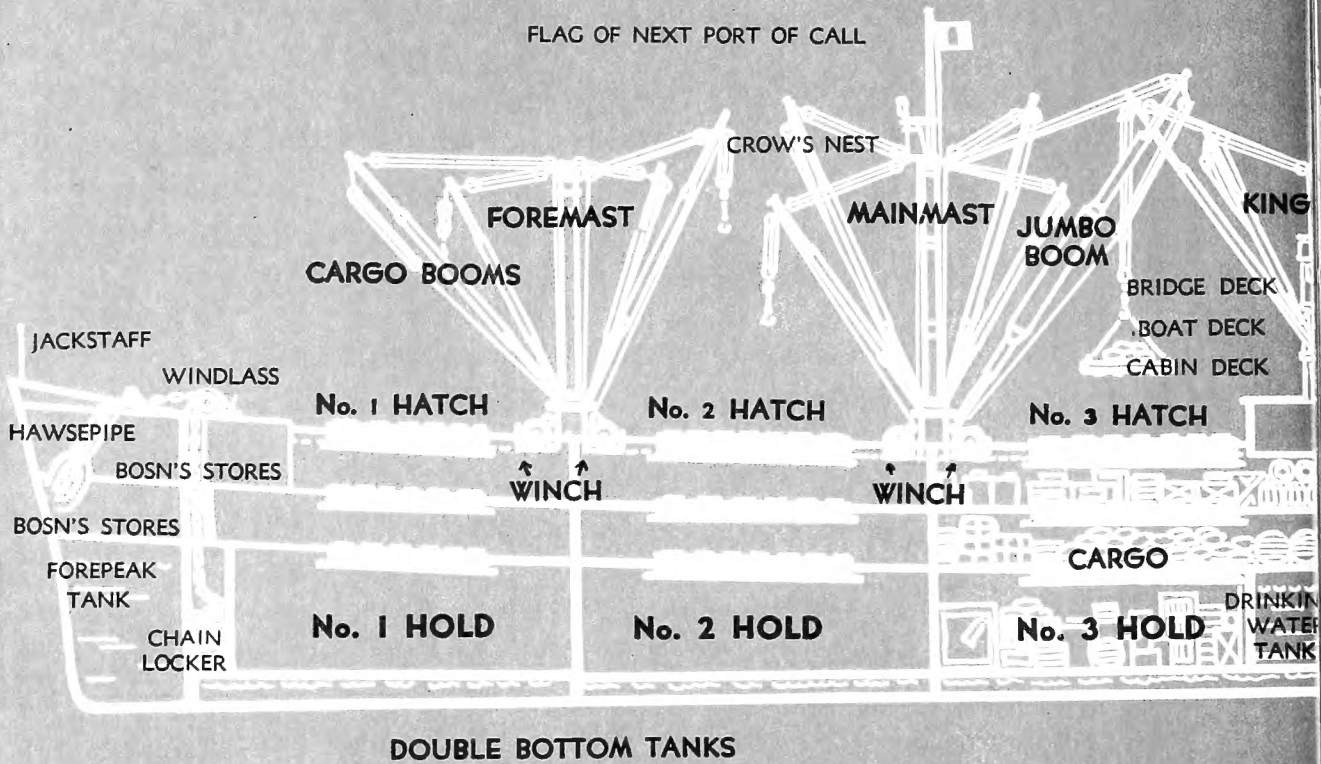 FLAG OF NEXT PORT OF CALL
CROW'S NEST
FOREMAST
MAINMAST
KING
JUMBO
BOOM
CARGO BOOMS
BRIDGE DECK
BOAT DECK
CABIN DECK
JACKSTAFF
WINDLASS
No. 1 HATCH
No. 2 HATCH
No. 3 HATCH
HAWSEPIPE
BOSN'S STORES
WINCH
WINCH
BOSN'S STORES
CARGO
FOREPEAK
TANK
No. 1 HOLD
No. 2 HOLD
No. 3 HOLD
CHAIN
LOCKER
DRINKIN
WATE
TANK
DOUBLE BOTTOM TANKS